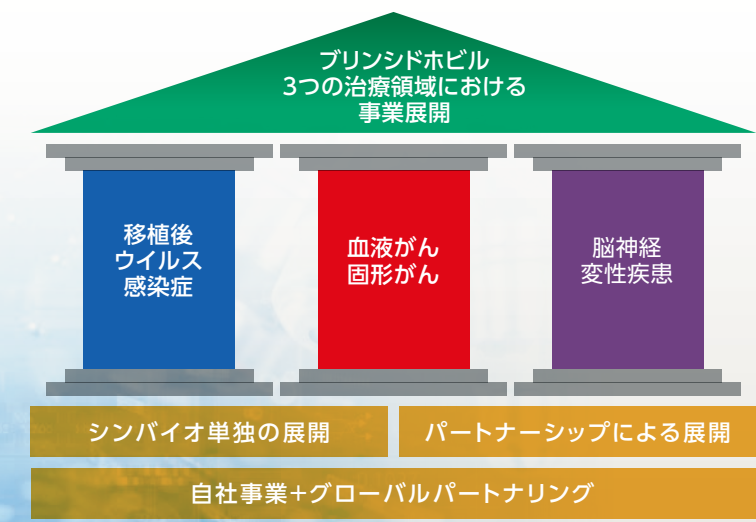 ブリンシドホビル
3つの治療領域における
事業展開
移植後
ウイルス
感染症
血液がん
固形がん
脳神経
変性疾患
シンバイオ単独の展開
パートナーシップによる展開
自社事業+グローバルパートナリング